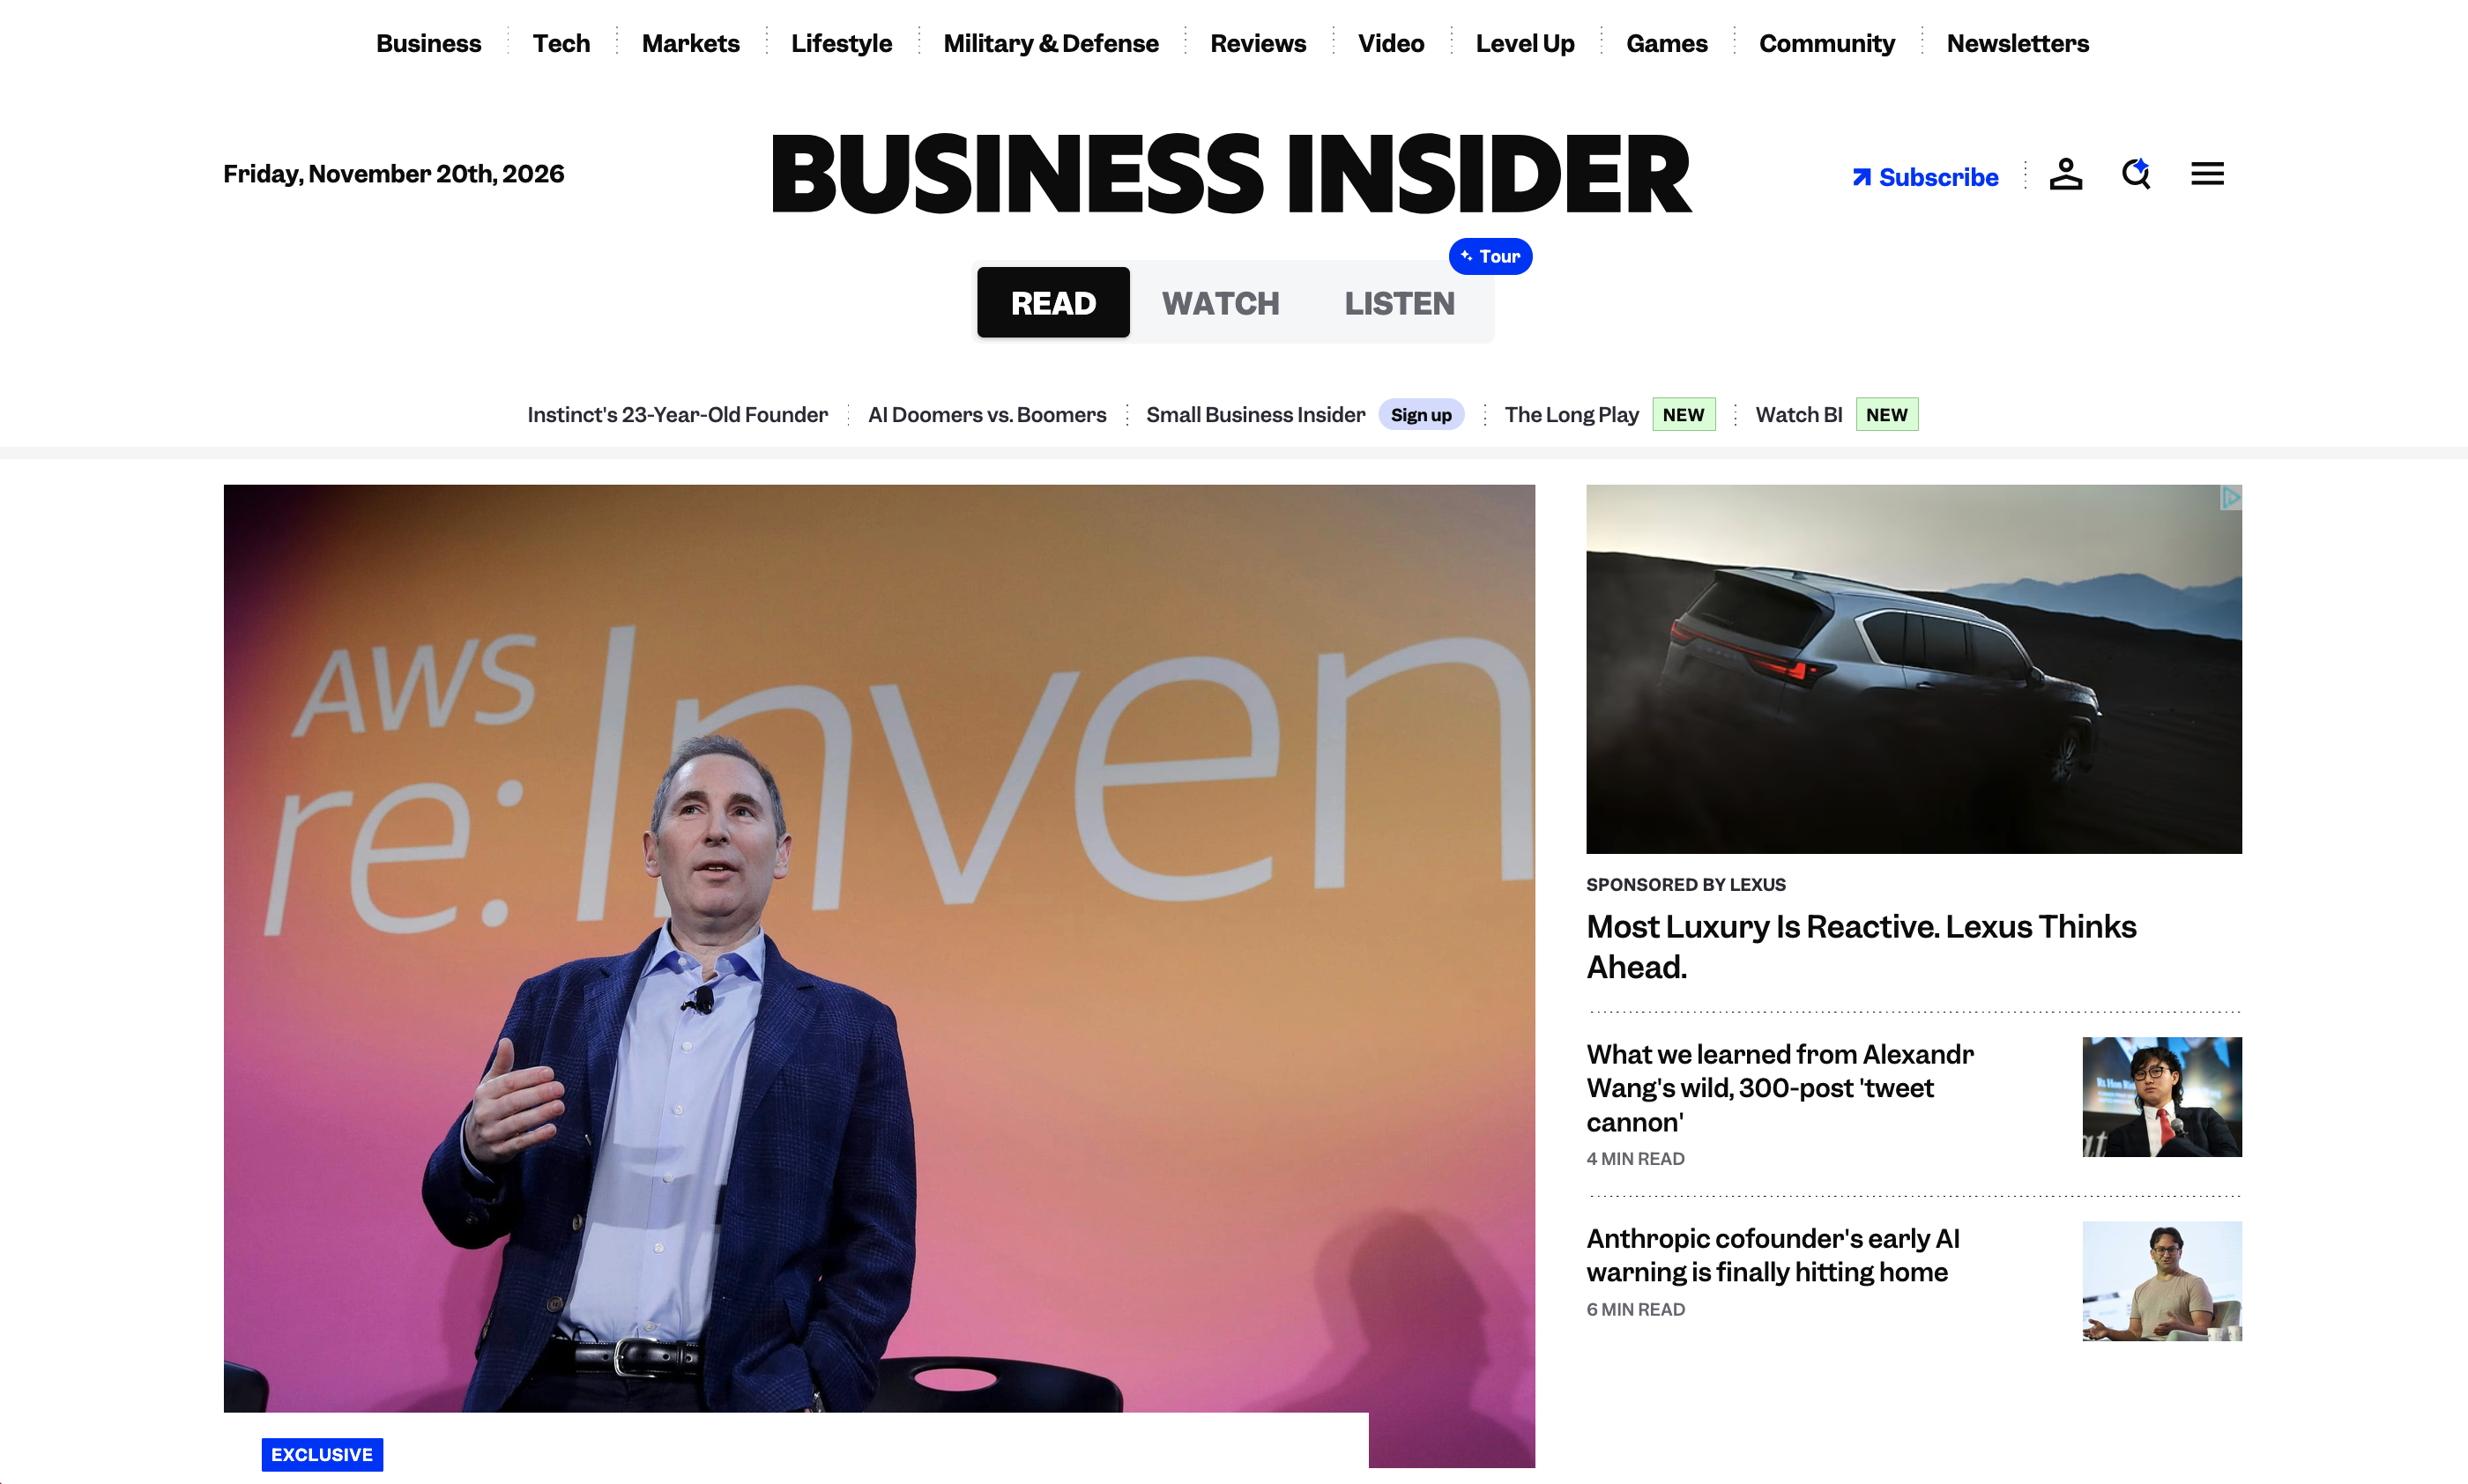 Business
Tech
Markets
Lifestyle
Military & Defense
Reviews
Video
Level Up
Games
Community
Newsletters
Friday, November 20th, 2026
BUSINESS INSIDER
Subscribe
Tour
READ
WATCH
LISTEN
Instinct's 23-Year-Old Founder
AI Doomers vs. Boomers
Small Business Insider
Sign up
The Long Play
NEW
Watch BI
NEW
AWS
re:Inven
EXCLUSIVE
SPONSORED BY LEXUS
Most Luxury Is Reactive. Lexus Thinks
Ahead.
What we learned from Alexandr
Wang's wild, 300-post 'tweet
cannon'
4 MIN READ
Anthropic cofounder's early AI
warning is finally hitting home
6 MIN READ